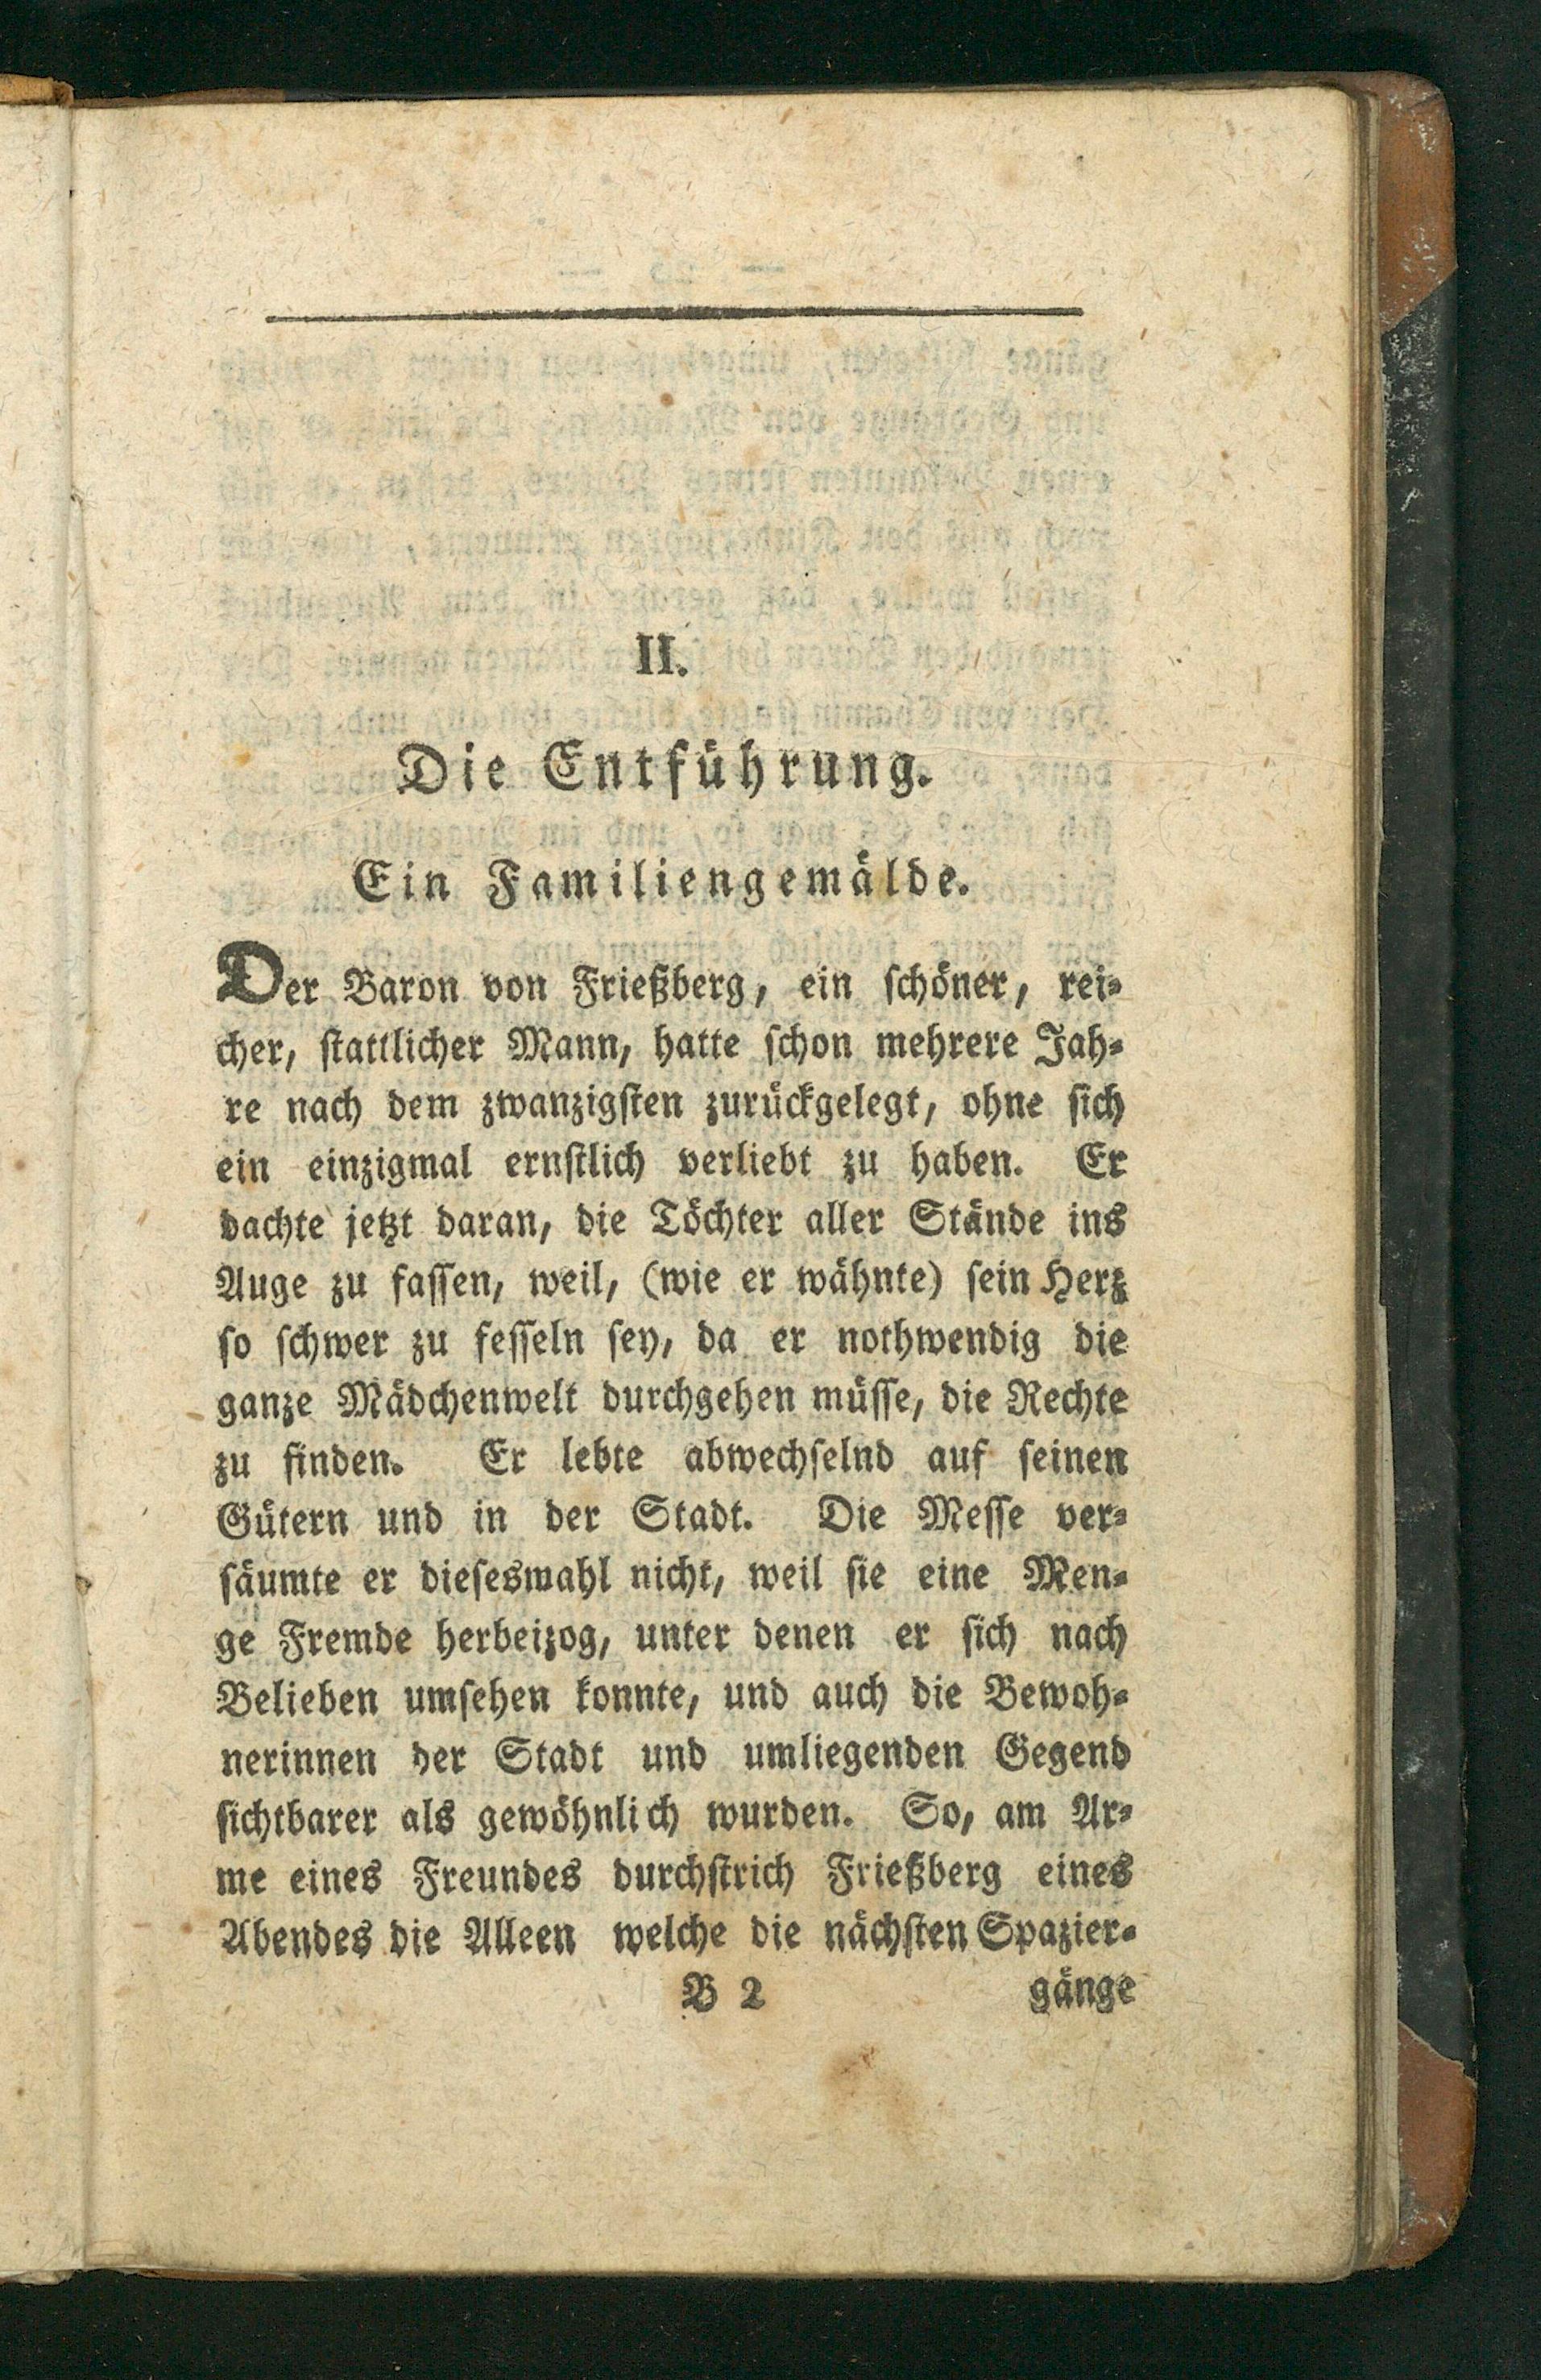 II.
Die Entführung.
Ein Familiengemälde.
Der Baron von Frießberg, ein ſchöner, rei⸗
cher, ſtattlicher Mann, hatte ſchon mehrere Jah⸗
re nach dem zwanzigſten zurückgelegt, ohne ſich
ein einzigmal ernſtlich verliebt zu haben. Er
dachte jetzt daran, die Töchter aller Stände ins
Auge zu faſſen, weil, (wie er wähnte) ſein Herz
ſo ſchwer zu feſſeln ſey, da er nothwendig die
ganze Mädchenwelt durchgehen müſſe, die Rechte
zu finden. Er lebte abwechſelnd auf ſeinen
Gütern und in der Stadt. Die Meſſe ver⸗
ſäumte er dieſeswahl nicht, weil ſie eine Men⸗
ge Fremde herbeizog, unter denen er ſich nach
Belieben umſehen konnte, und auch die Bewoh⸗
nerinnen der Stadt und umliegenden Gegend
ſichtbarer als gewöhnlich wurden. So, am Ar⸗
me eines Freundes durchſtrich Frießberg eines
Abendes die Alleen welche die nächſten Spazier⸗
B 2 gänge